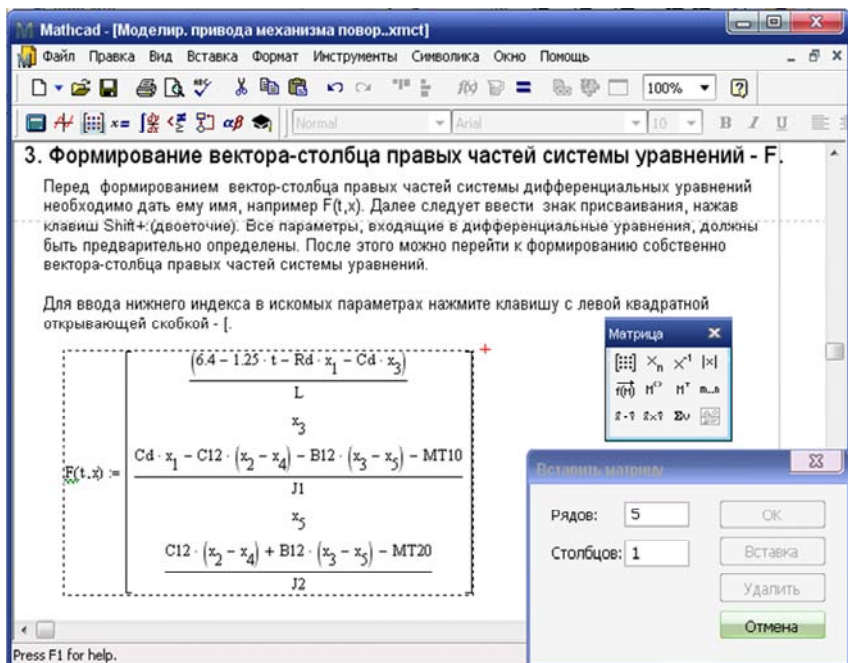 Mathcad - [Моделир. привода механизма повор..xmct]
Файл Правка Вид Вставка Формат Инструменты Символика Окно Помощь
100%
Normal Arial 10 B I U
3. Формирование вектора-столбца правых частей системы уравнений - F.
Перед формированием вектор-столбца правых частей системы дифференциальных уравнений
необходимо дать ему имя, например F(t,x). Далее следует ввести знак присваивания, нажав
клавиш Shift+:(двоеточие). Все параметры, входящие в дифференциальные уравнения, должны
быть предварительно определены. После этого можно перейти к формированию собственно
вектора-столбца правых частей системы уравнений.
Для ввода нижнего индекса в искомых параметрах нажмите клавишу с левой квадратной
открывающей скобкой - [.
Матрица
(6.4 − 1.25 · t − Rd · x₁ − Cd · x₃)
L
x₃
F(t,x) :=
Cd · x₁ − C12 · (x₂ − x₄) − B12 · (x₃ − x₅) − MT10
J1
x₅
C12 · (x₂ − x₄) + B12 · (x₃ − x₅) − MT20
J2
Вставить матрицу
Рядов: 5 OK
Столбцов: 1 Вставка
Удалить
Отмена
Press F1 for help.